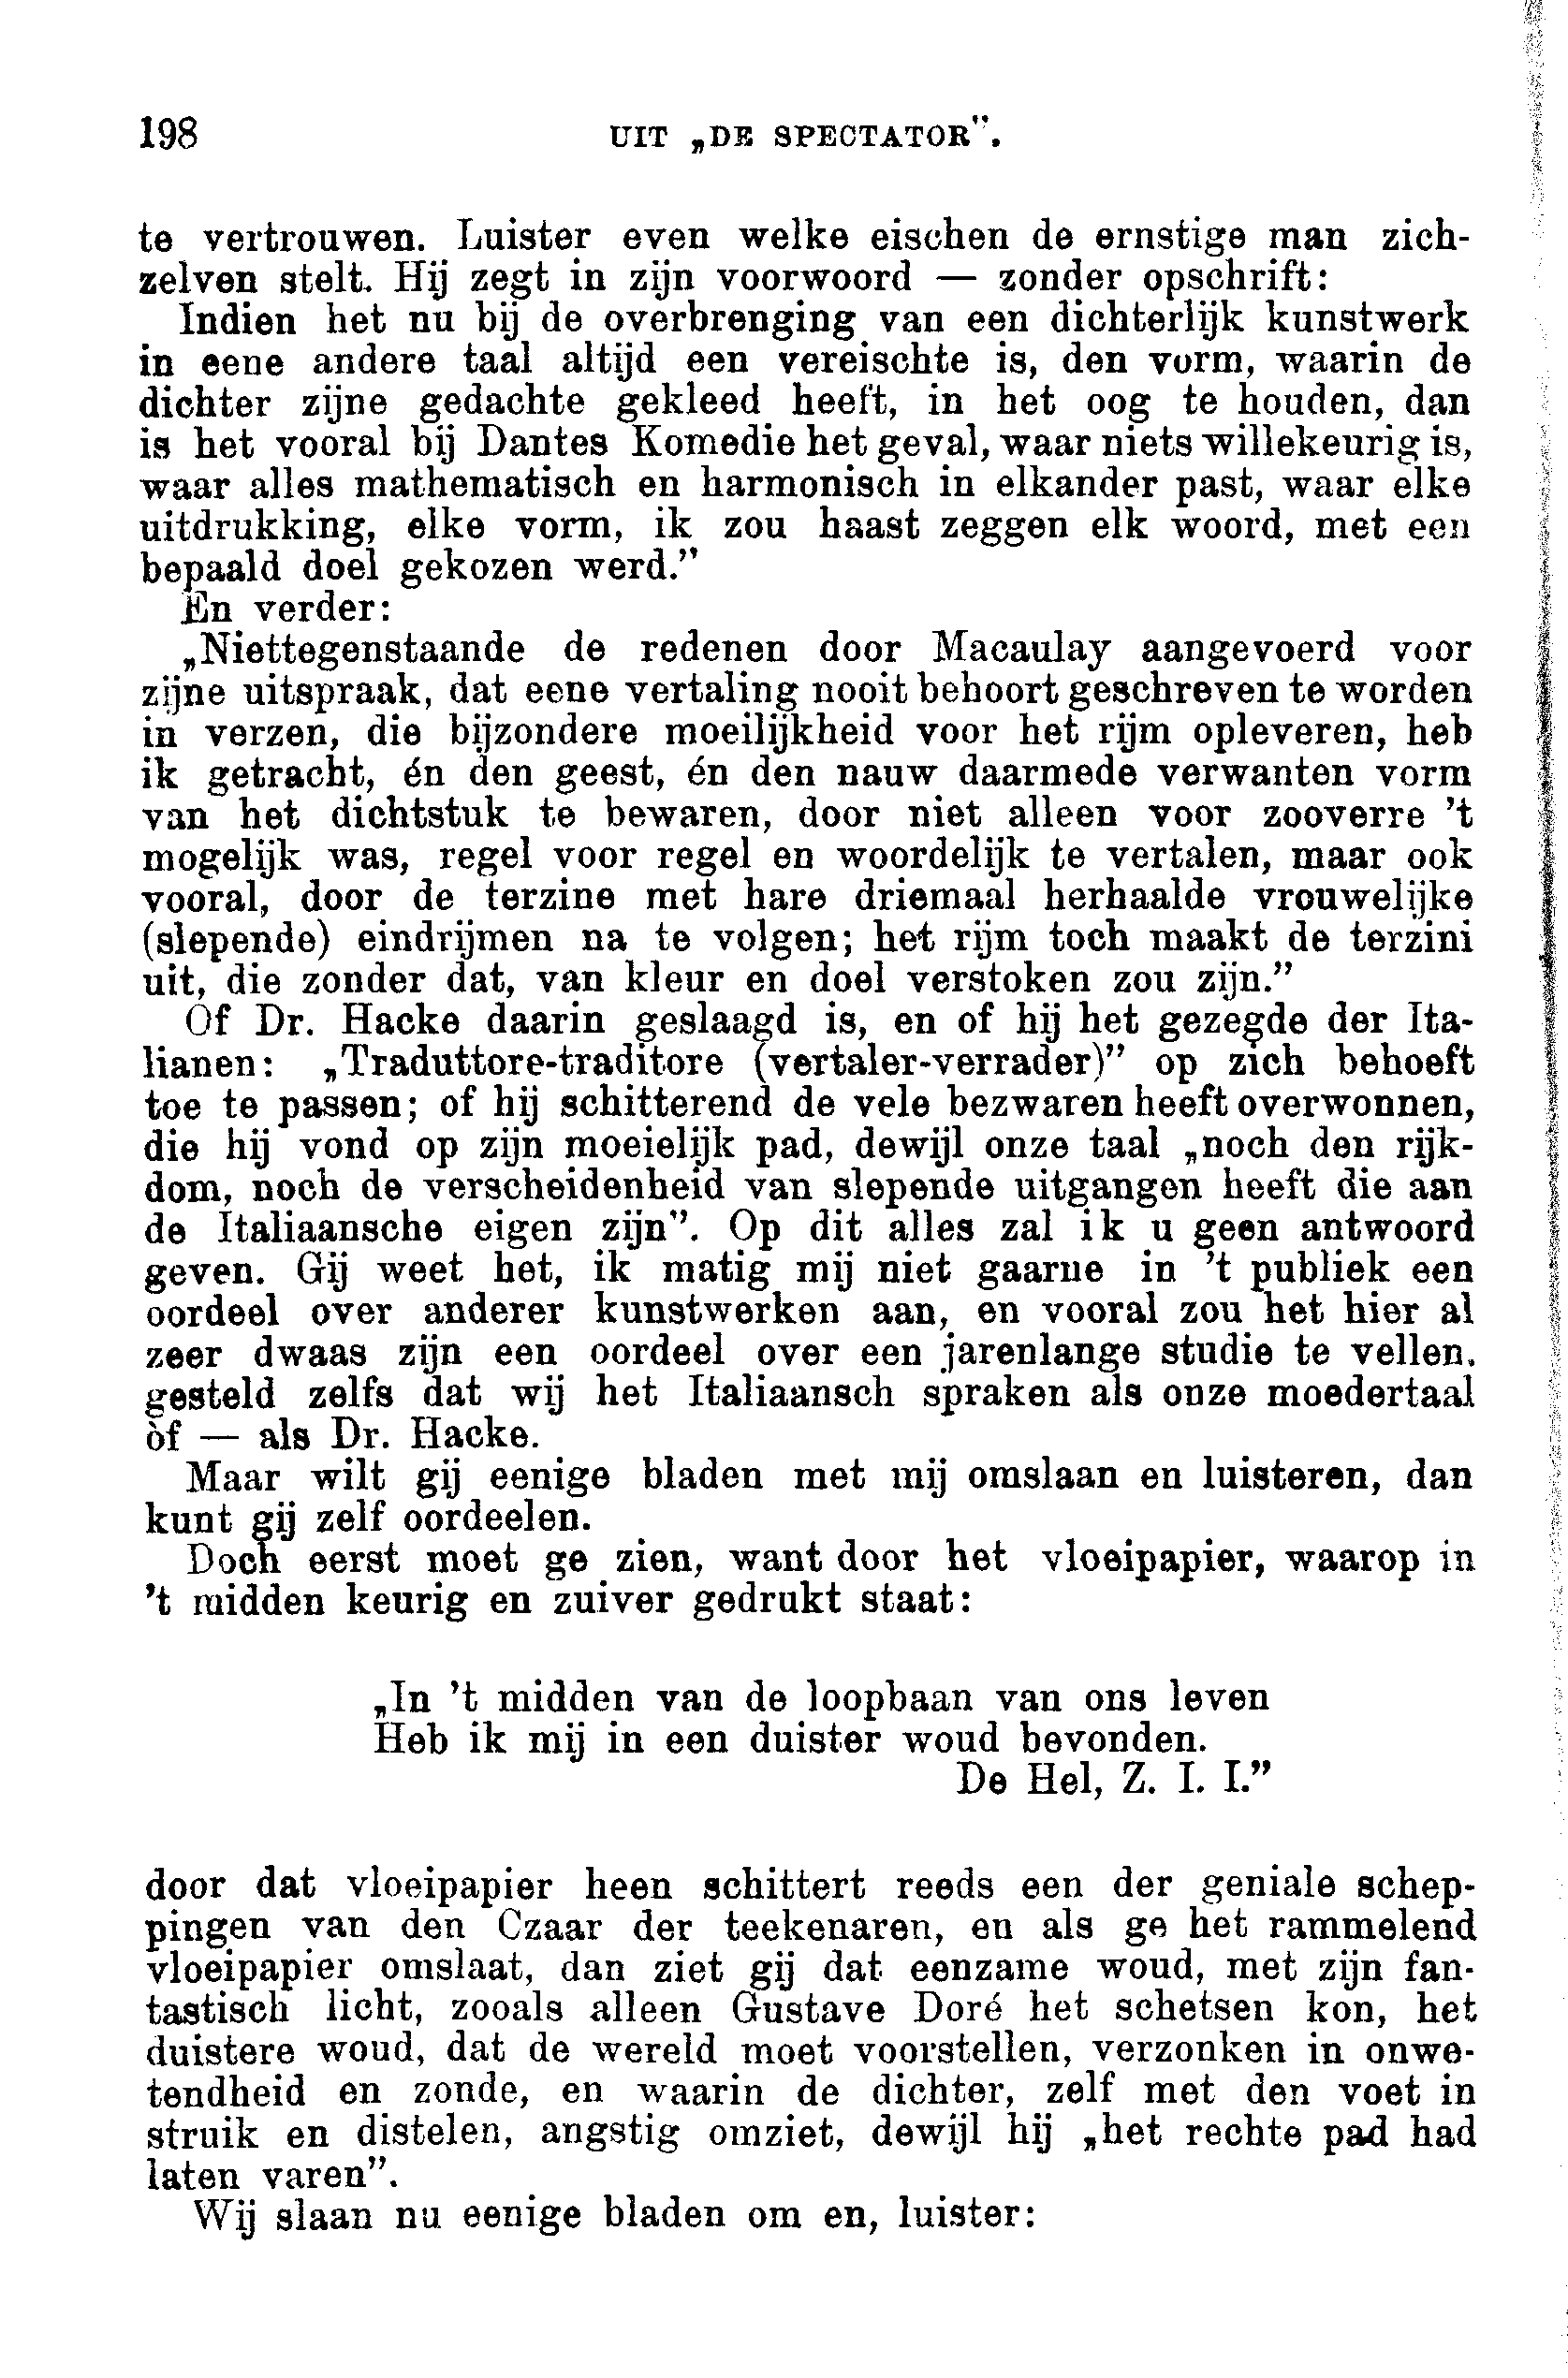 198 UIT „DE SPECTATOR”.
te vertrouwen. Luister even welke eischen de ernstige man zich-
zelven stelt. Hij zegt in zijn voorwoord — zonder opschrift:
Indien het nu bij de overbrenging van een dichterlijk kunstwerk
in eene andere taal altijd een vereischte is, den vorm, waarin de
dichter zijne gedachte gekleed heeft, in het oog te houden, dan
is het vooral bij Dantes Komedie het geval, waar niets willekeurig is,
waar alles mathematisch en harmonisch in elkander past, waar elke
uitdrukking, elke vorm, ik zou haast zeggen elk woord, met een
bepaald doel gekozen werd.”
En verder:
„Niettegenstaande de redenen door Macaulay aangevoerd voor
zijne uitspraak, dat eene vertaling nooit behoort geschreven te worden
in verzen, die bijzondere moeilijkheid voor het rijm opleveren, heb
ik getracht, én den geest, én den nauw daarmede verwanten vorm
van het dichtstuk te bewaren, door niet alleen voor zooverre 't
mogelijk was, regel voor regel en woordelijk te vertalen, maar ook
vooral, door de terzine met hare driemaal herhaalde vrouwelijke
(slepende) eindrijmen na te volgen; het rijm toch maakt de terzini
uit, die zonder dat, van kleur en doel verstoken zou zijn.”
Of Dr. Hacke daarin geslaagd is, en of hij het gezegde der Ita-
lianen: „Traduttore-traditore (vertaler-verrader)” op zich behoeft
toe te passen; of hij schitterend de vele bezwaren heeft overwonnen,
die hij vond op zijn moeielijk pad, dewijl onze taal „noch den rijk-
dom, noch de verscheidenheid van slepende uitgangen heeft die aan
de Italiaansche eigen zijn”. Op dit alles zal ik u geen antwoord
geven. Gij weet het, ik matig mij niet gaarne in 't publiek een
oordeel over anderer kunstwerken aan, en vooral zou het hier al
zeer dwaas zijn een oordeel over een jarenlange studie te vellen.
gesteld zelfs dat wij het Italiaansch spraken als onze moedertaal
òf — als Dr. Hacke.
Maar wilt gij eenige bladen met mij omslaan en luisteren, dan
kunt gij zelf oordeelen.
Doch eerst moet ge zien, want door het vloeipapier, waarop in
't midden keurig en zuiver gedrukt staat:
„In 't midden van de loopbaan van ons leven
Heb ik mij in een duister woud bevonden.
De Hel, Z. I. I.”
door dat vloeipapier heen schittert reeds een der geniale schep-
pingen van den Czaar der teekenaren, en als ge het rammelend
vloeipapier omslaat, dan ziet gij dat eenzame woud, met zijn fan-
tastisch licht, zooals alleen Gustave Doré het schetsen kon, het
duistere woud, dat de wereld moet voorstellen, verzonken in onwe-
tendheid en zonde, en waarin de dichter, zelf met den voet in
struik en distelen, angstig omziet, dewijl hij „het rechte pad had
laten varen”.
Wij slaan nu eenige bladen om en, luister: